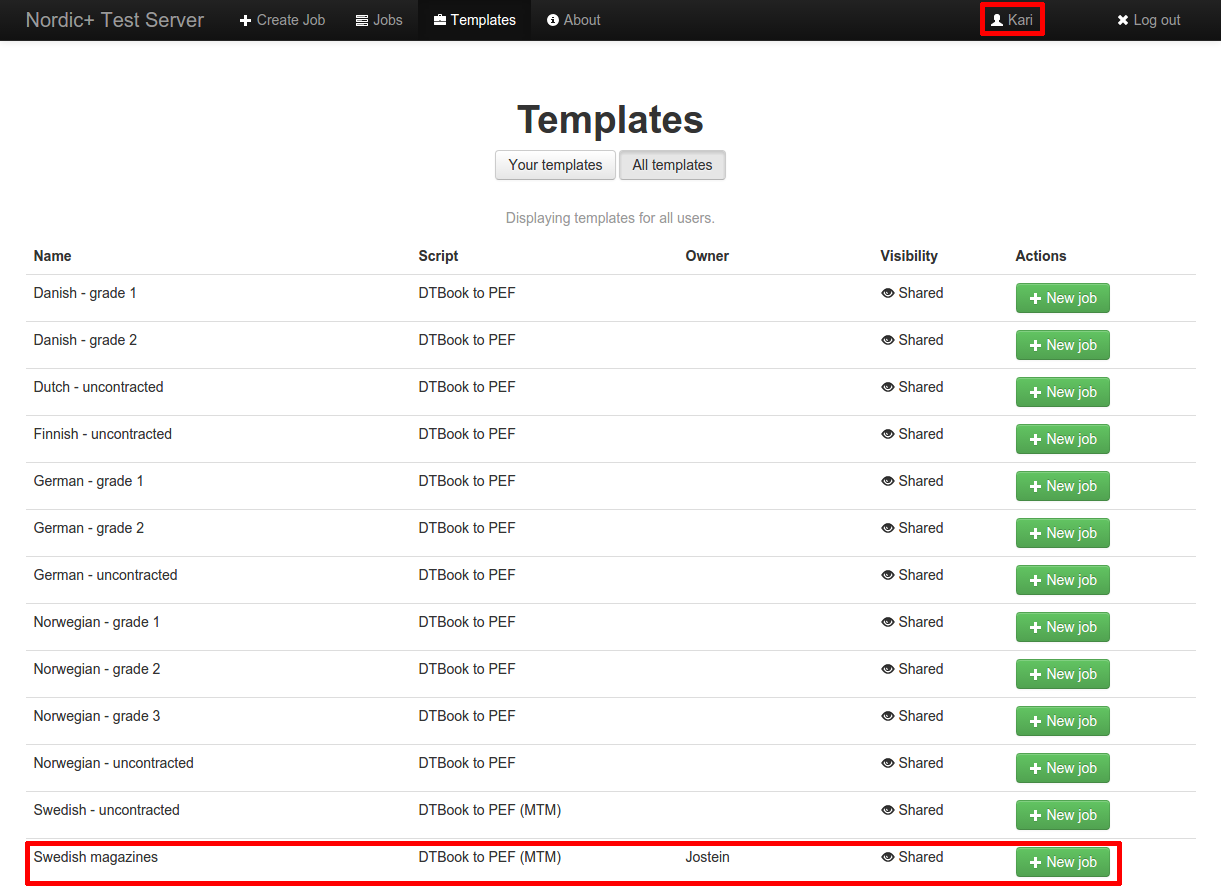 Nordic+ Test Server Create Job Jobs Templates About Kari Log out
Templates
Your templates All templates
Displaying templates for all users.
Name Script Owner Visibility Actions
Danish - grade 1 DTBook to PEF Shared New job
Danish - grade 2 DTBook to PEF Shared New job
Dutch - uncontracted DTBook to PEF Shared New job
Finnish - uncontracted DTBook to PEF Shared New job
German - grade 1 DTBook to PEF Shared New job
German - grade 2 DTBook to PEF Shared New job
German - uncontracted DTBook to PEF Shared New job
Norwegian - grade 1 DTBook to PEF Shared New job
Norwegian - grade 2 DTBook to PEF Shared New job
Norwegian - grade 3 DTBook to PEF Shared New job
Norwegian - uncontracted DTBook to PEF Shared New job
Swedish - uncontracted DTBook to PEF (MTM) Shared New job
Swedish magazines DTBook to PEF (MTM) Jostein Shared New job